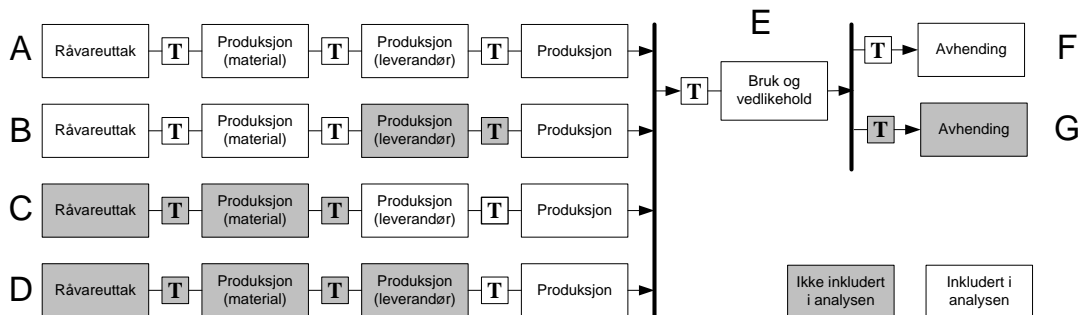 A
Råvareuttak
T
Produksjon
(material)
T
Produksjon
(leverandør)
T
Produksjon
B
Råvareuttak
T
Produksjon
(material)
T
Produksjon
(leverandør)
T
Produksjon
C
Råvareuttak
T
Produksjon
(material)
T
Produksjon
(leverandør)
T
Produksjon
D
Råvareuttak
T
Produksjon
(material)
T
Produksjon
(leverandør)
T
Produksjon
E
T
Bruk og
vedlikehold
T
Avhending
F
T
Avhending
G
Ikke inkludert
i analysen
Inkludert i
analysen